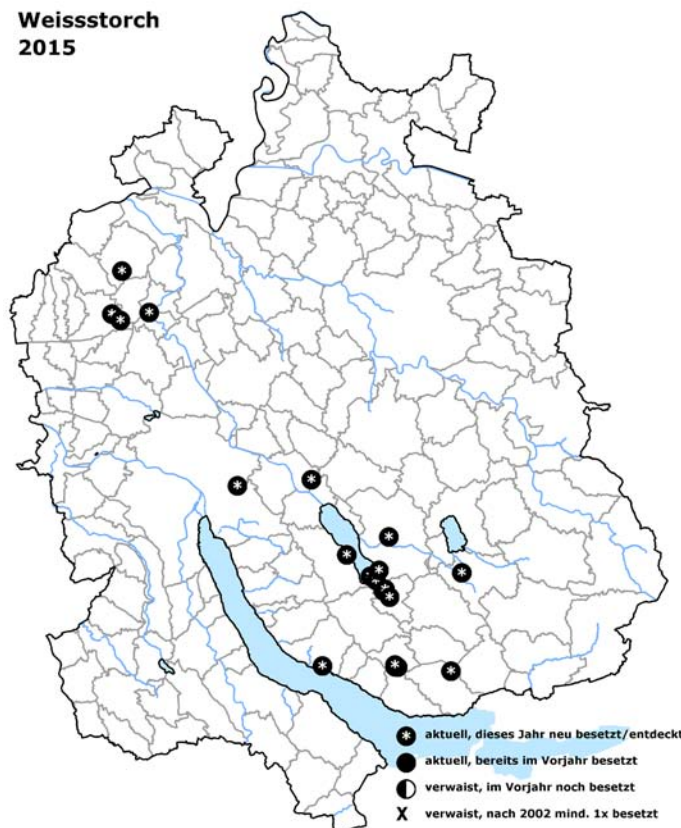 Weissstorch
2015
aktuell, dieses Jahr neu besetzt/entdeckt
aktuell, bereits im Vorjahr besetzt
verwaist, im Vorjahr noch besetzt
X verwaist, nach 2002 mind. 1x besetzt